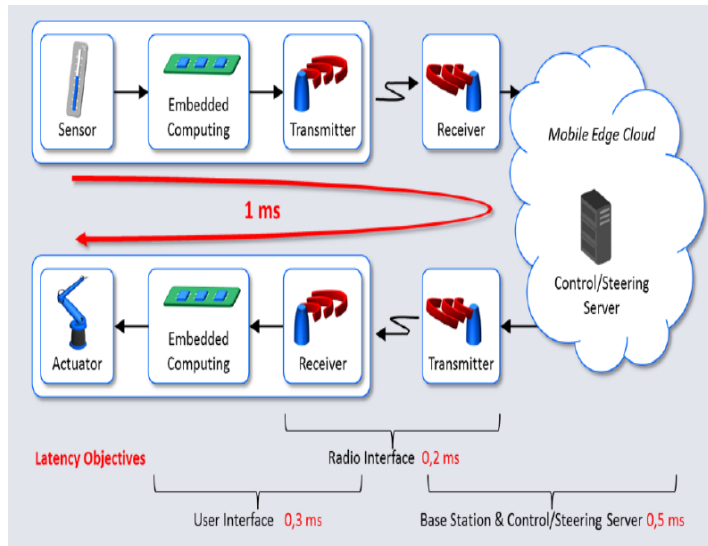 Sensor
Embedded
Computing
Transmitter
Receiver
Mobile Edge Cloud
1 ms
Control/Steering
Server
Actuator
Embedded
Computing
Receiver
Transmitter
Latency Objectives
Radio Interface 0,2 ms
User Interface 0,3 ms
Base Station & Control/Steering Server 0,5 ms